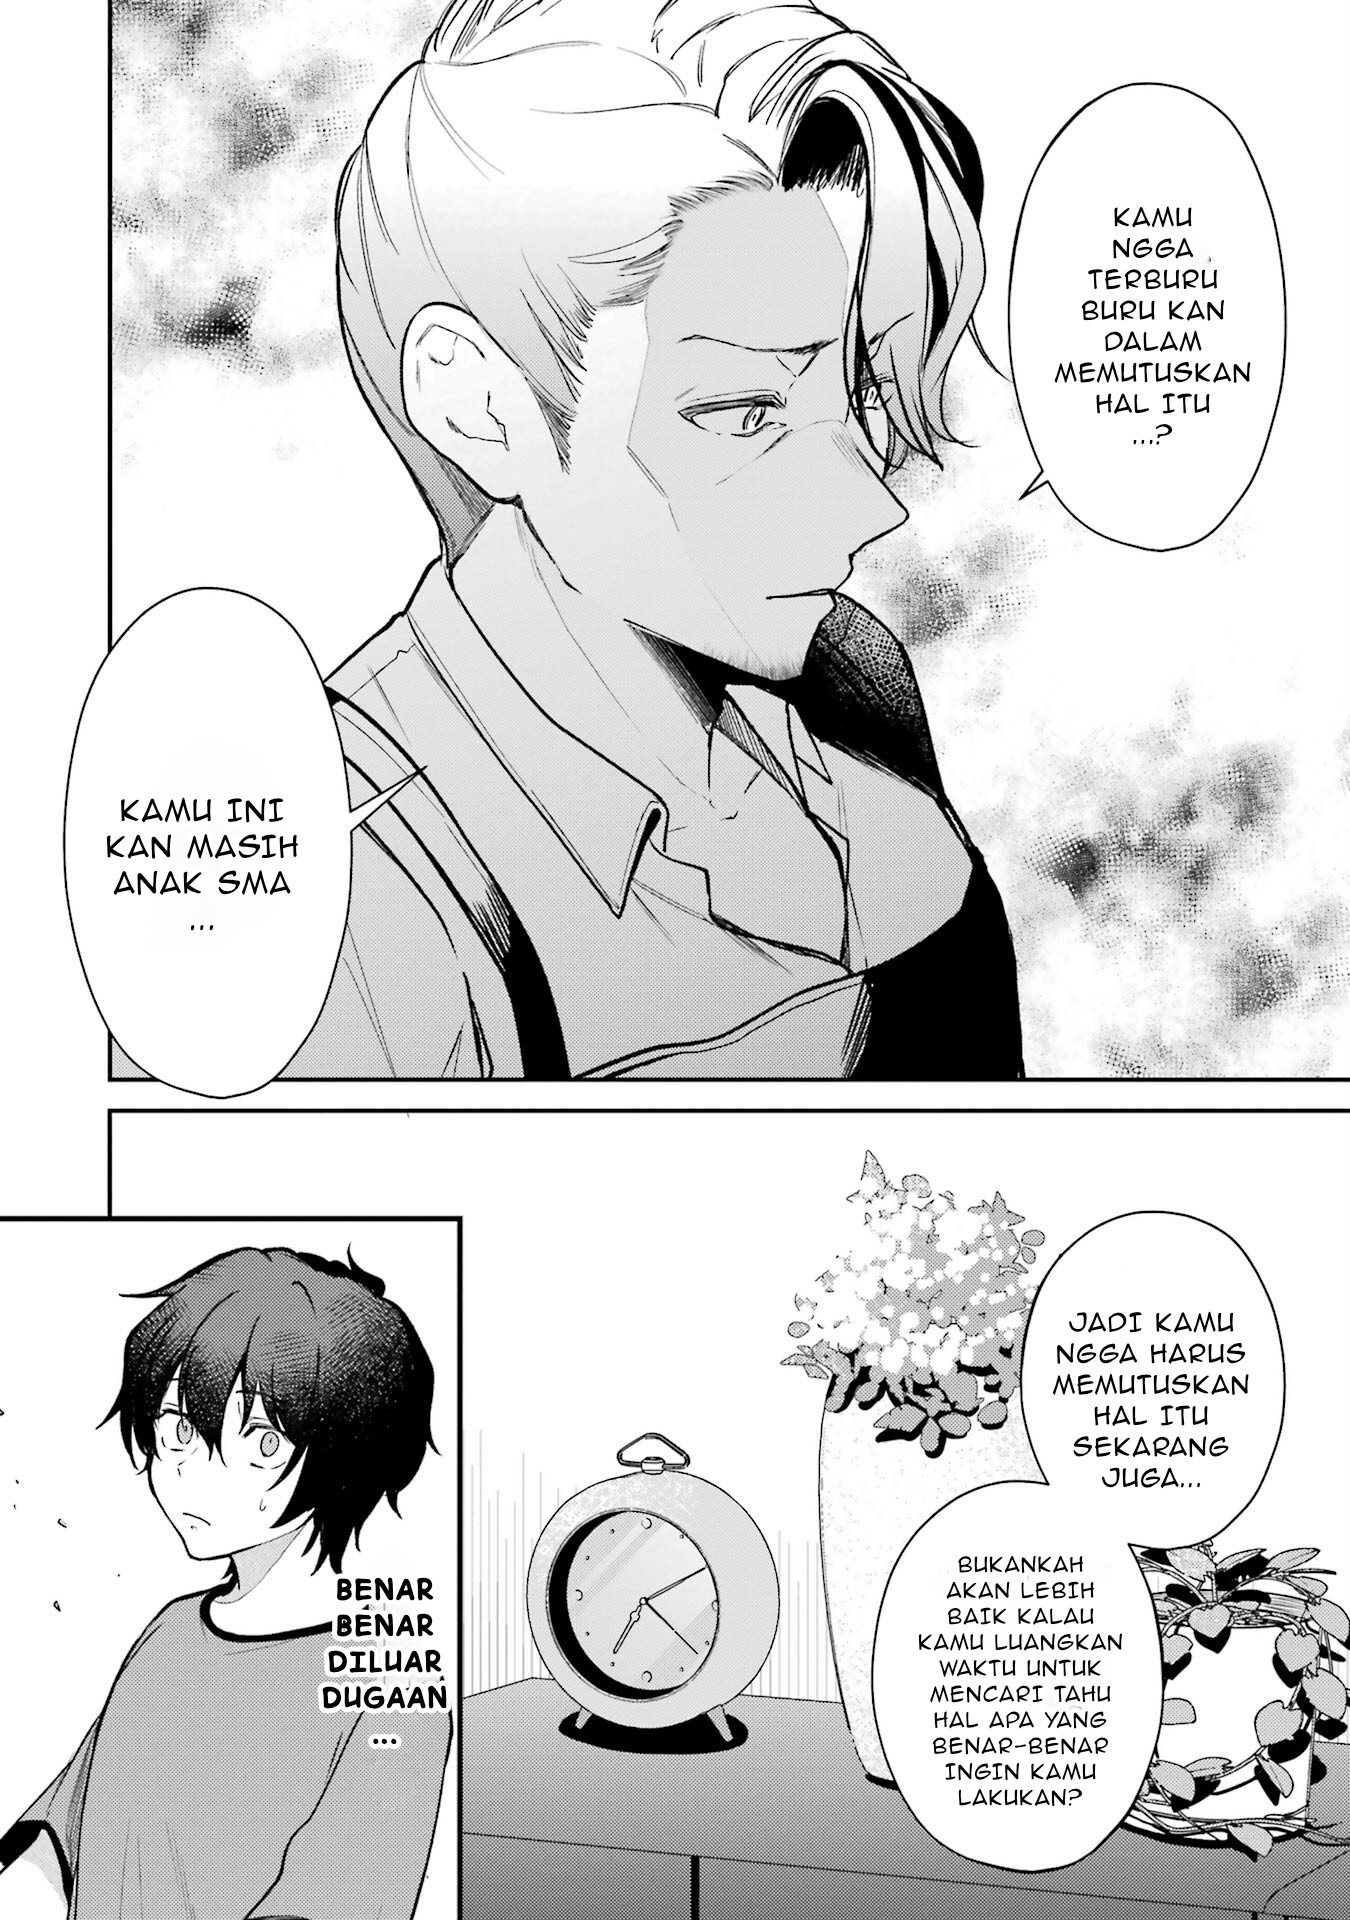 KAMU
NGGA
TERBURU
BURU KAN
DALAM
MEMUTUSKAN
HAL ITU
...?
KAMU INI
KAN MASIH
ANAK SMA
...
JADI KAMU
NGGA HARUS
MEMUTUSKAN
HAL ITU
SEKARANG
JUGA...
BUKANKAH
AKAN LEBIH
BAIK KALAU
KAMU LUANGKAN
WAKTU UNTUK
MENCARI TAHU
HAL APA YANG
BENAR-BENAR
INGIN KAMU
LAKUKAN?
BENAR
BENAR
DILUAR
DUGAAN
...